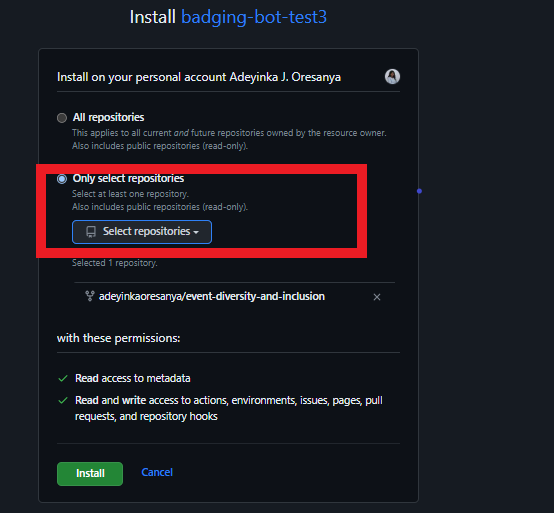 Install badging-bot-test3
Install on your personal account Adeyinka J. Oresanya
All repositories
This applies to all current and future repositories owned by the resource owner.
Also includes public repositories (read-only).
Only select repositories
Select at least one repository.
Also includes public repositories (read-only).
Select repositories
Selected 1 repository.
adeyinkaoresanya/event-diversity-and-inclusion
with these permissions:
Read access to metadata
Read and write access to actions, environments, issues, pages, pull
requests, and repository hooks
Install Cancel